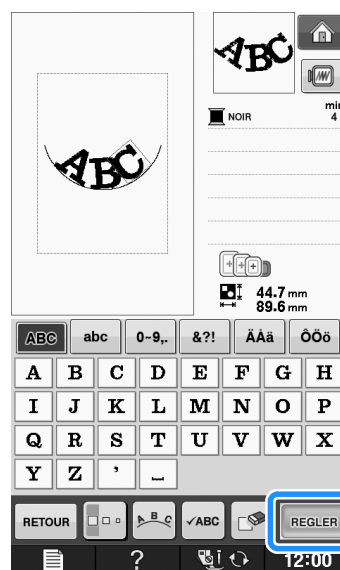 ABC
NOIR
min
4
44.7 mm
89.6 mm
ABC
ABC abc 0~9,. &?! ÄÅä ÔÖö
A B C D E F G H
I J K L M N O P
Q R S T U V W X
Y Z ' _
RETOUR ABC ✓ABC REGLER
? 12:00